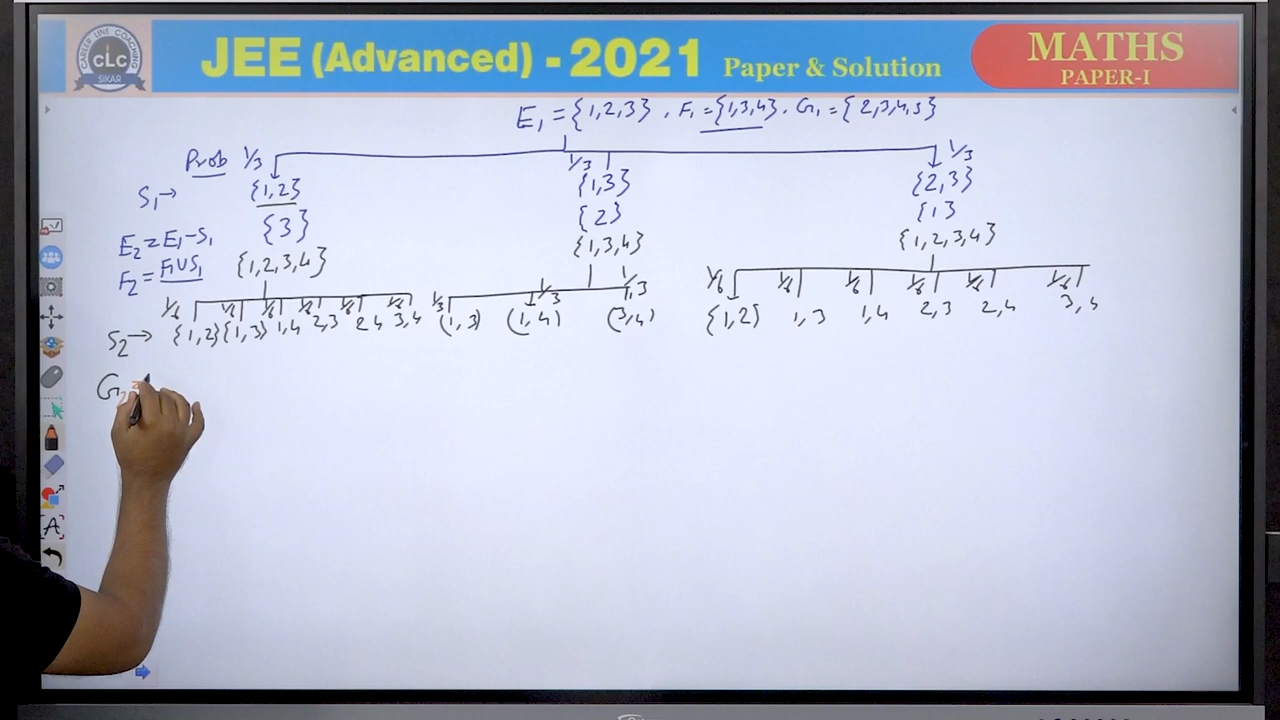 CAREER LINE COACHING
CLC
SIKAR
JEE (Advanced) - 2021 Paper & Solution
MATHS
PAPER-I
E₁ = {1,2,3} , F₁ = {1,3,4} , G₁ = {2,3,4,5}
Prob 1/3 1/3 1/3
S₁→ {1,2} {1,3} {2,3}
{3} {2} {1}
E₂ = E₁-S₁
F₂ = F₁∪S₁ {1,2,3,4} {1,3,4} {1,2,3,4}
1/6 1/6 1/6 1/6 1/6 1/6 1/3 1/3 1/3 1/6 1/6 1/6 1/6 1/6 1/6
S₂→ {1,2} {1,3} 1,4 2,3 2,4 3,4 (1,3) (1,4) (3,4) {1,2} 1,3 1,4 2,3 2,4 3,4
G₂